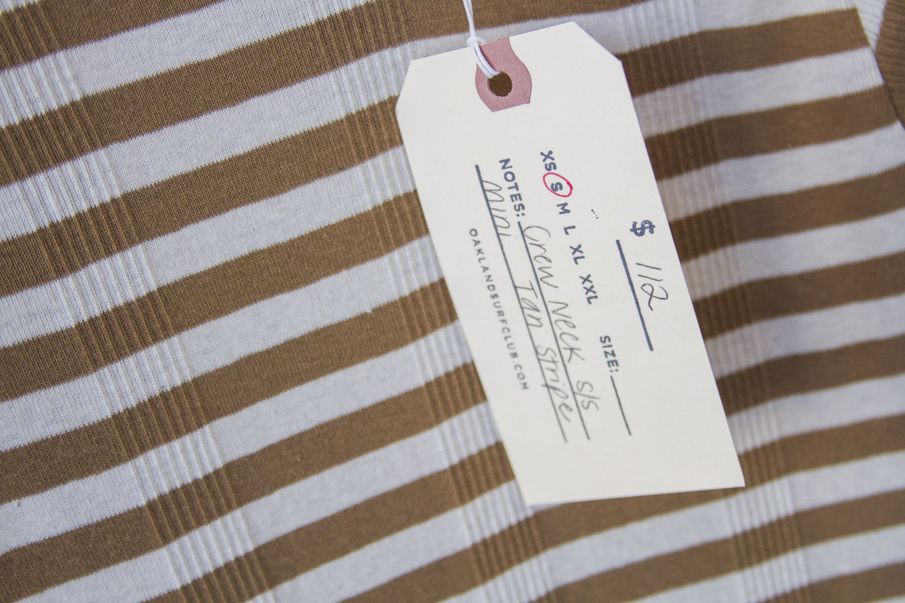 $ 112
XS S M L XL XXL SIZE:
NOTES: Crew Neck S/S
Mini Tan Stripe
OAKLANDSURFCLUB.COM